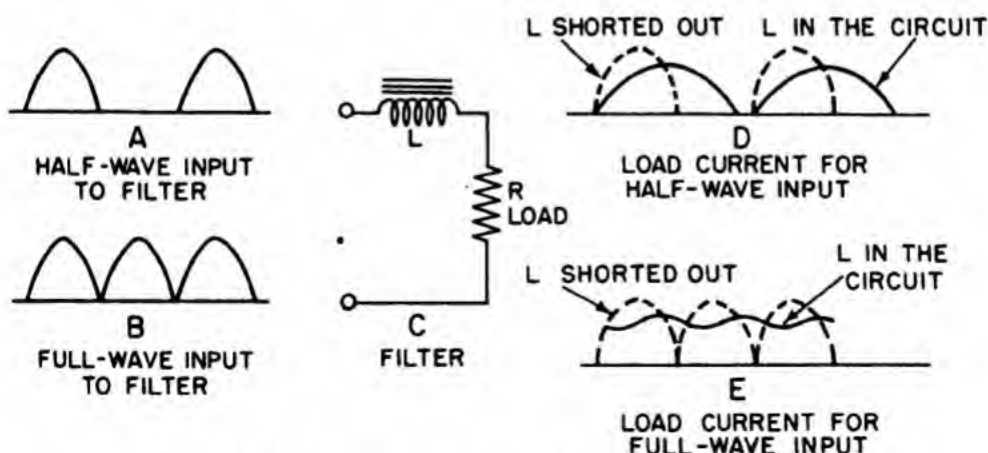 A
HALF-WAVE INPUT
TO FILTER
B
FULL-WAVE INPUT
TO FILTER
L
R
LOAD
C
FILTER
L SHORTED OUT
L IN THE CIRCUIT
D
LOAD CURRENT FOR
HALF-WAVE INPUT
L SHORTED OUT
L IN THE
CIRCUIT
E
LOAD CURRENT FOR
FULL-WAVE INPUT